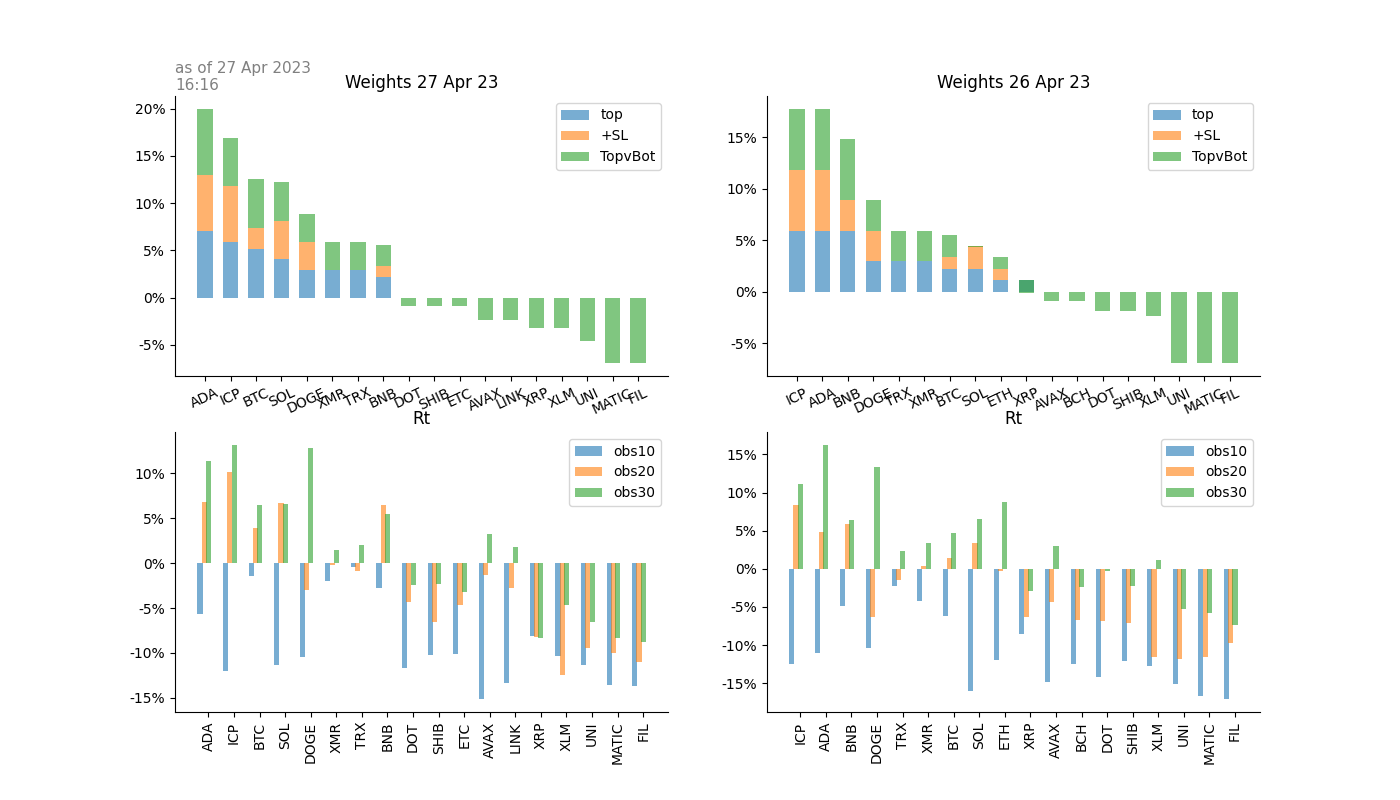 as of 27 Apr 2023
16:16
Weights 27 Apr 23
20%
15%
10%
5%
0%
-5%
top
+SL
TopvBot
ADA ICP BTC SOL DOGE XMR TRX BNB DOT SHIB ETC AVAX LINK XRP XLM UNI MATIC FIL
Weights 26 Apr 23
15%
10%
5%
0%
-5%
top
+SL
TopvBot
ICP ADA BNB DOGE TRX XMR BTC SOL ETH XRP AVAX BCH DOT SHIB XLM UNI MATIC FIL
Rt
10%
5%
0%
-5%
-10%
-15%
obs10
obs20
obs30
ADA ICP BTC SOL DOGE XMR TRX BNB DOT SHIB ETC AVAX LINK XRP XLM UNI MATIC FIL
Rt
15%
10%
5%
0%
-5%
-10%
-15%
obs10
obs20
obs30
ICP ADA BNB DOGE TRX XMR BTC SOL ETH XRP AVAX BCH DOT SHIB XLM UNI MATIC FIL